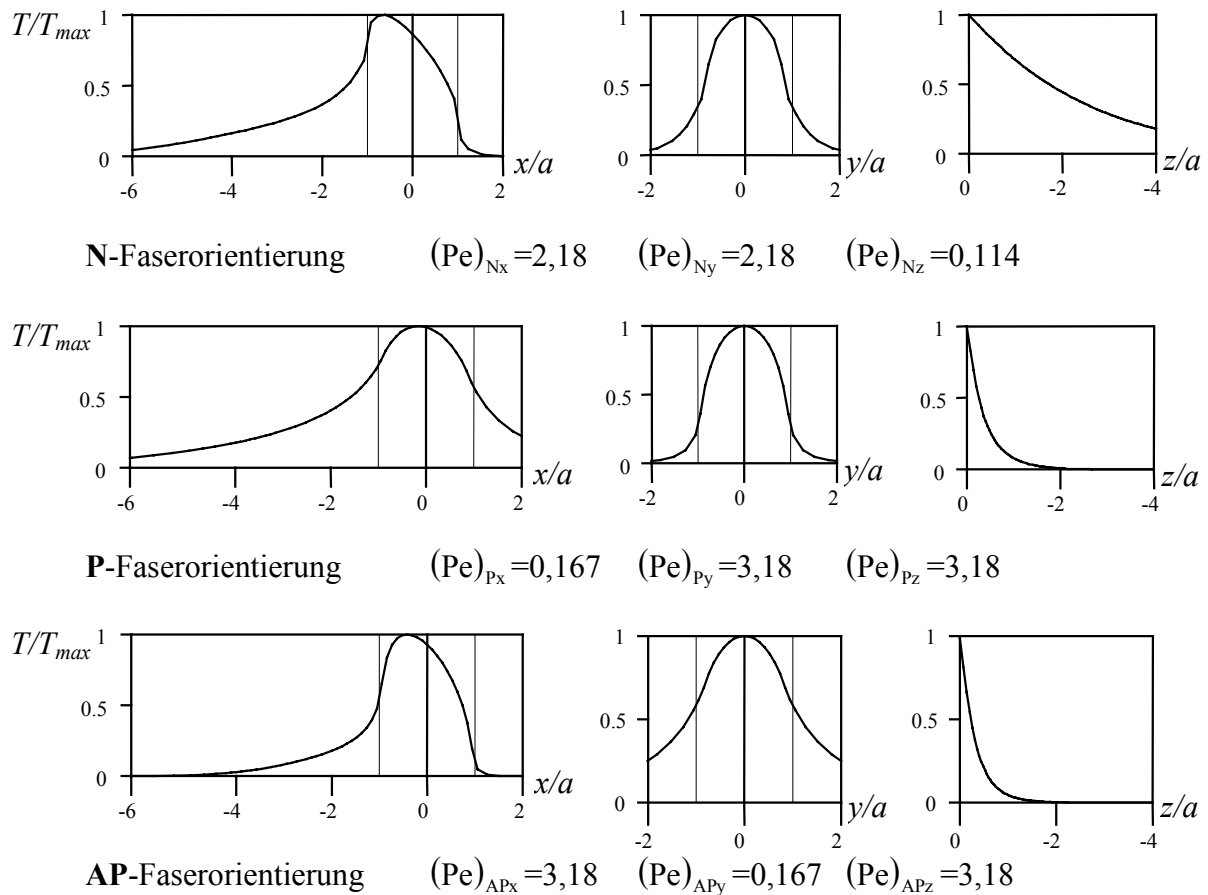 T/Tmax 1 1 1
0.5 0.5 0.5
0 x/a 0 y/a 0 z/a
-6 -4 -2 0 2 -2 0 2 0 -2 -4
N-Faserorientierung (Pe)Nx =2,18 (Pe)Ny =2,18 (Pe)Nz =0,114
T/Tmax 1 1 1
0.5 0.5 0.5
0 x/a 0 y/a 0 z/a
-6 -4 -2 0 2 -2 0 2 0 -2 -4
P-Faserorientierung (Pe)Px =0,167 (Pe)Py =3,18 (Pe)Pz =3,18
T/Tmax 1 1 1
0.5 0.5 0.5
0 x/a 0 y/a 0 z/a
-6 -4 -2 0 2 -2 0 2 0 -2 -4
AP-Faserorientierung (Pe)APx =3,18 (Pe)APy =0,167 (Pe)APz =3,18